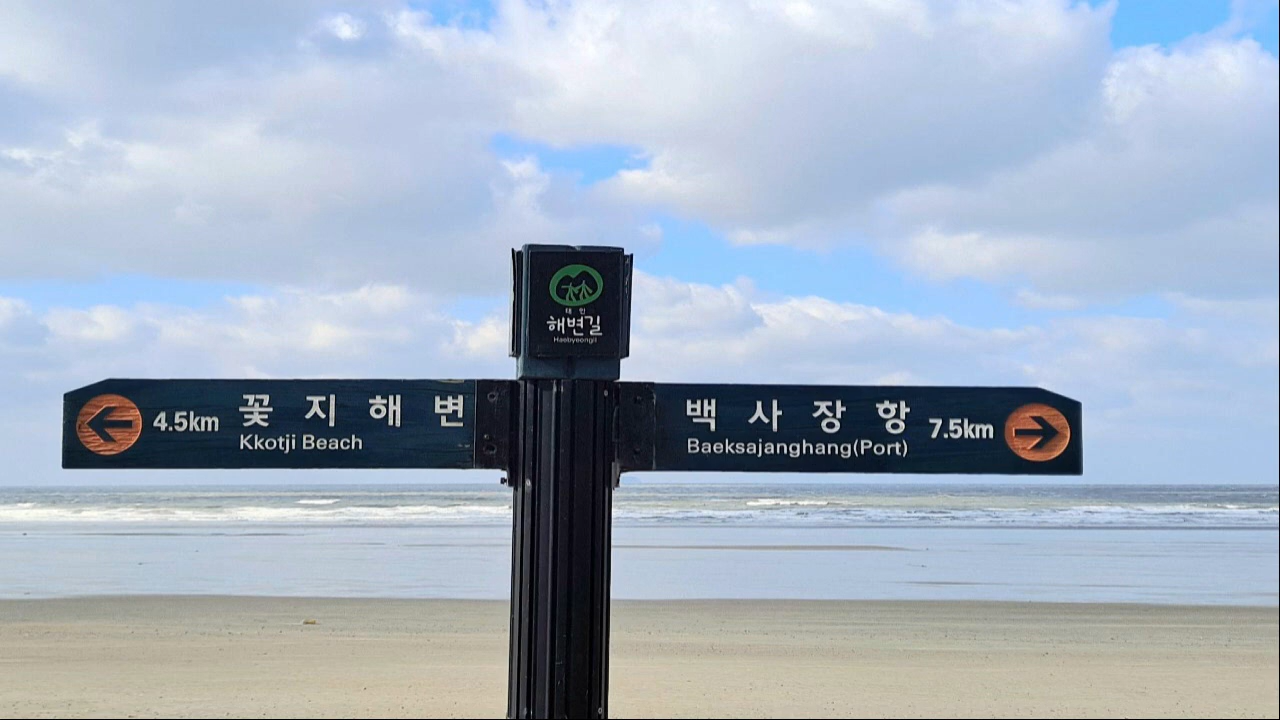 태안
해변길
Haebyeongil
4.5km
꽃지해변
Kkotji Beach
백사장항
Baeksajanghang(Port)
7.5km